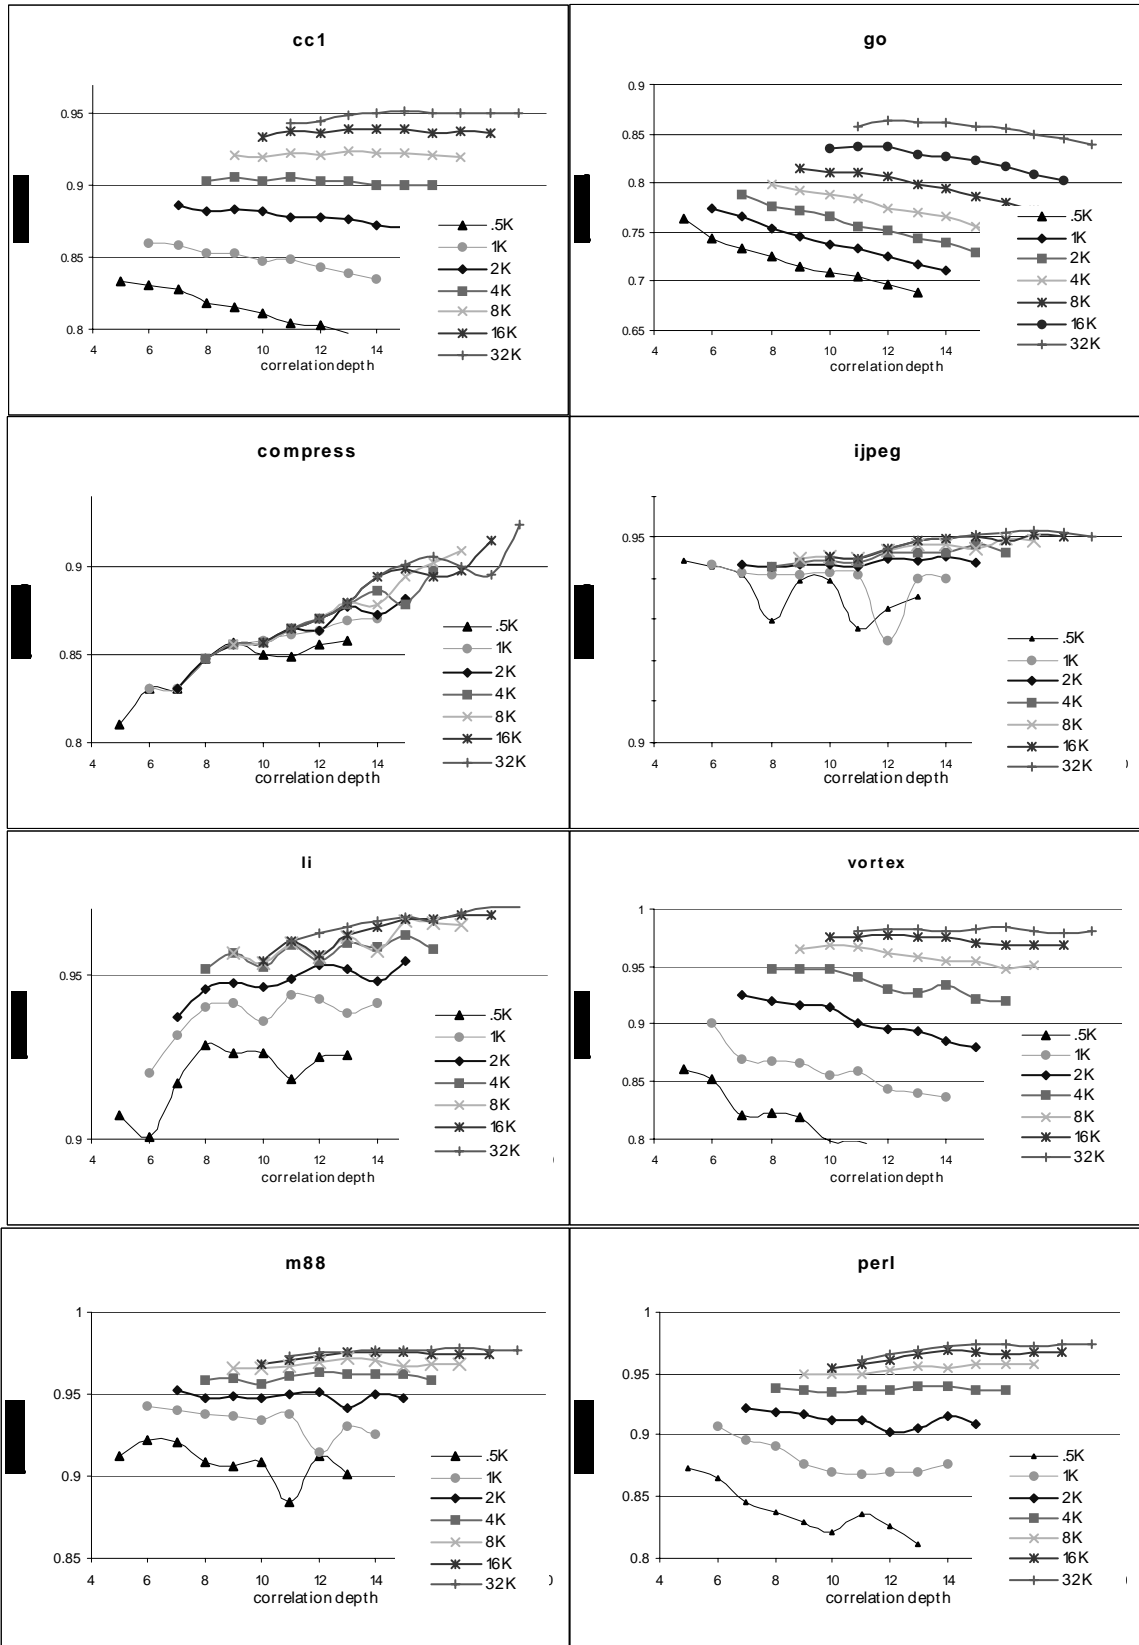 cc1
0.95
0.9
0.85
0.8
4 6 8 10 12 14
correlation depth
.5K
1K
2K
4K
8K
16K
32K
go
0.9
0.85
0.8
0.75
0.7
0.65
4 6 8 10 12 14
correlation depth
.5K
1K
2K
4K
8K
16K
32K
compress
0.9
0.85
0.8
4 6 8 10 12 14
correlation depth
.5K
1K
2K
4K
8K
16K
32K
ijpeg
0.95
0.9
4 6 8 10 12 14
correlation depth
.5K
1K
2K
4K
8K
16K
32K
li
0.95
0.9
4 6 8 10 12 14
correlation depth
.5K
1K
2K
4K
8K
16K
32K
vortex
1
0.95
0.9
0.85
0.8
4 6 8 10 12 14
correlation depth
.5K
1K
2K
4K
8K
16K
32K
m88
1
0.95
0.9
0.85
4 6 8 10 12 14
correlation depth
.5K
1K
2K
4K
8K
16K
32K
perl
1
0.95
0.9
0.85
0.8
4 6 8 10 12 14
correlation depth
.5K
1K
2K
4K
8K
16K
32K